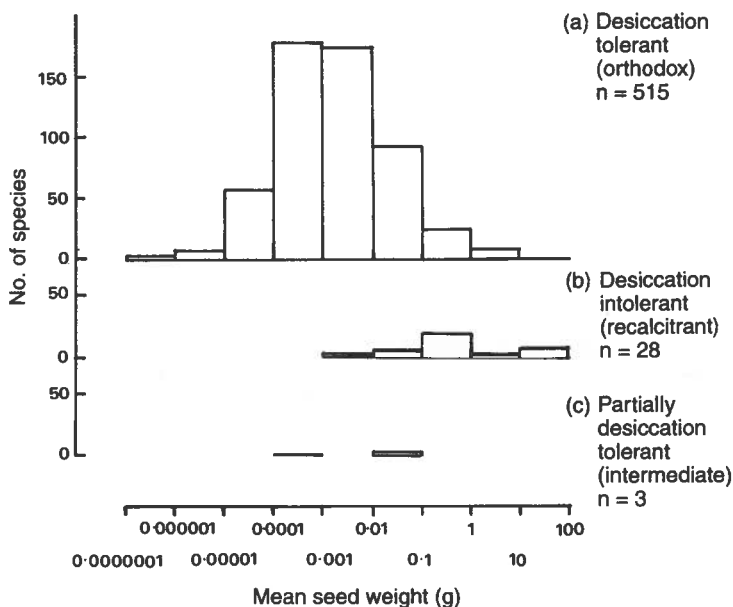 (a) Desiccation
tolerant
(orthodox)
n = 515
150
100
50
0
No. of species
(b) Desiccation
intolerant
(recalcitrant)
n = 28
50
0
(c) Partially
desiccation
tolerant
(intermediate)
n = 3
50
0
0·000001 0·0001 0·01 1 100
0·0000001 0·00001 0·001 0·1 10
Mean seed weight (g)